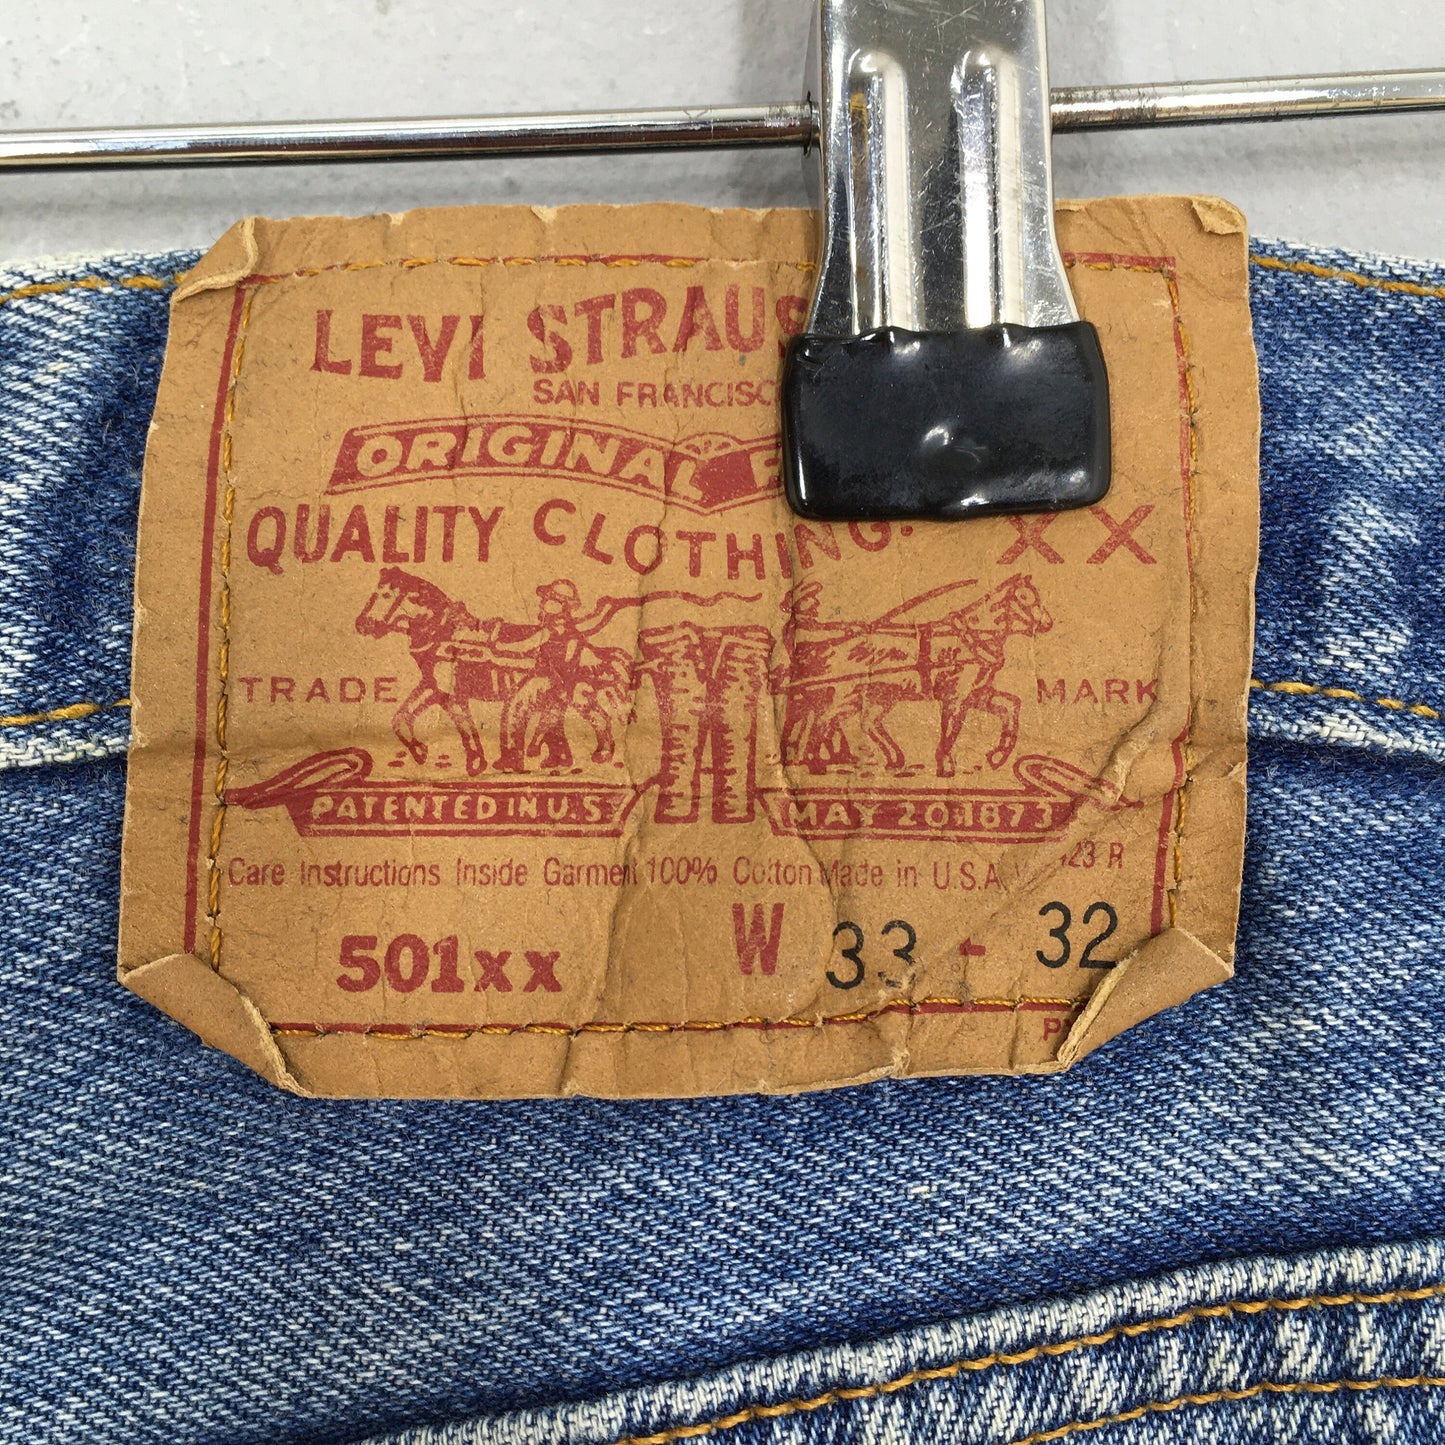 LEVI STRAUS
SAN FRANCISC
ORIGINAL
QUALITY CLOTHING. XX
TRADE MARK
PATENTED IN U.S. MAY 20 1873
Care Instructions Inside Garment 100% Cotton Made in U.S.A. 423 R
501xx W 33 - 32